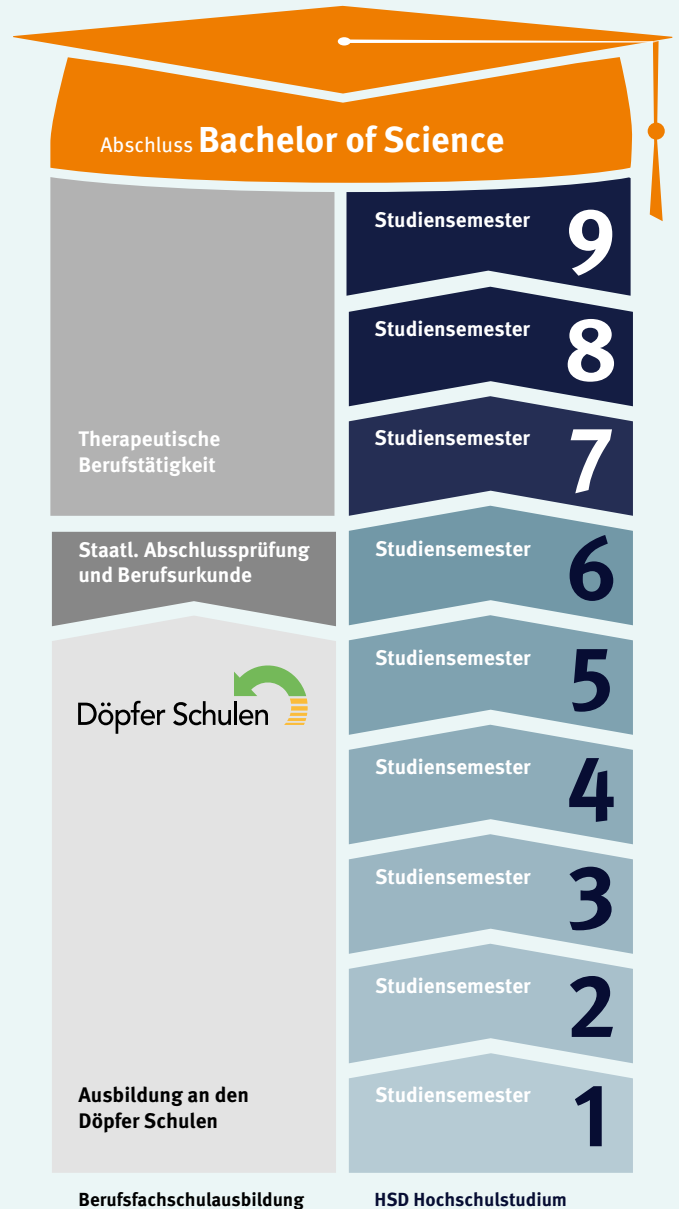 Abschluss Bachelor of Science
Studiensemester 9
Studiensemester 8
Therapeutische
Berufstätigkeit
Studiensemester 7
Staatl. Abschlussprüfung
und Berufsurkunde
Studiensemester 6
Studiensemester 5
Döpfer Schulen
Studiensemester 4
Studiensemester 3
Studiensemester 2
Ausbildung an den
Döpfer Schulen
Studiensemester 1
Berufsfachschulausbildung
HSD Hochschulstudium